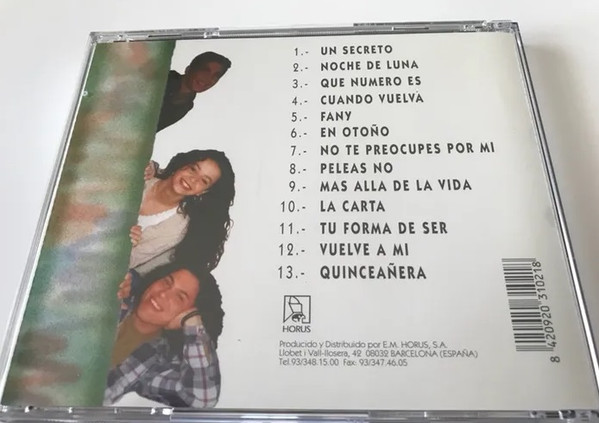 1.- UN SECRETO
2.- NOCHE DE LUNA
3.- QUE NUMERO ES
4.- CUANDO VUELVA
5.- FANY
6.- EN OTOÑO
7.- NO TE PREOCUPES POR MI
8.- PELEAS NO
9.- MAS ALLA DE LA VIDA
10.- LA CARTA
11.- TU FORMA DE SER
12.- VUELVE A MI
13.- QUINCEAÑERA
HORUS
Producido y Distribuido por E.M. HORUS, S.A.
Llobet i Vall-llosera, 42 08032 BARCELONA (ESPAÑA)
Tel. 93/348.15.00 Fax: 93/347.46.05
8 420920 310218